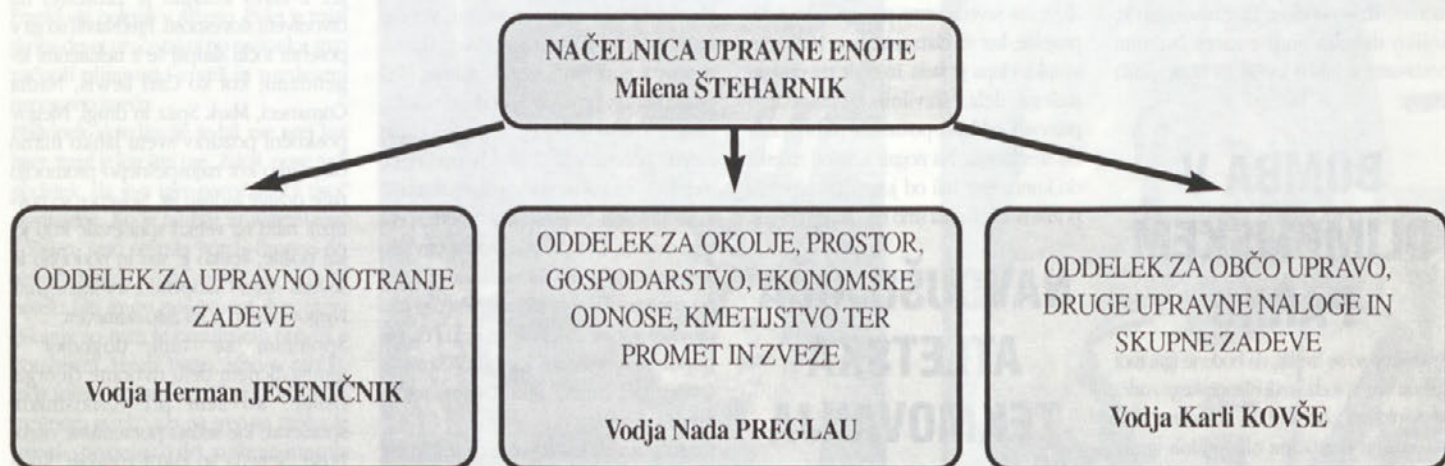 NAČELNICA UPRAVNE ENOTE
Milena ŠTEHARNIK
ODDELEK ZA UPRAVNO NOTRANJE
ZADEVE
Vodja Herman JESENIČNIK
ODDELEK ZA OKOLJE, PROSTOR,
GOSPODARSTVO, EKONOMSKE
ODNOSE, KMETIJSTVO TER
PROMET IN ZVEZE
Vodja Nada PREGLAU
ODDELEK ZA OBČO UPRAVO,
DRUGE UPRAVNE NALOGE IN
SKUPNE ZADEVE
Vodja Karli KOVŠE